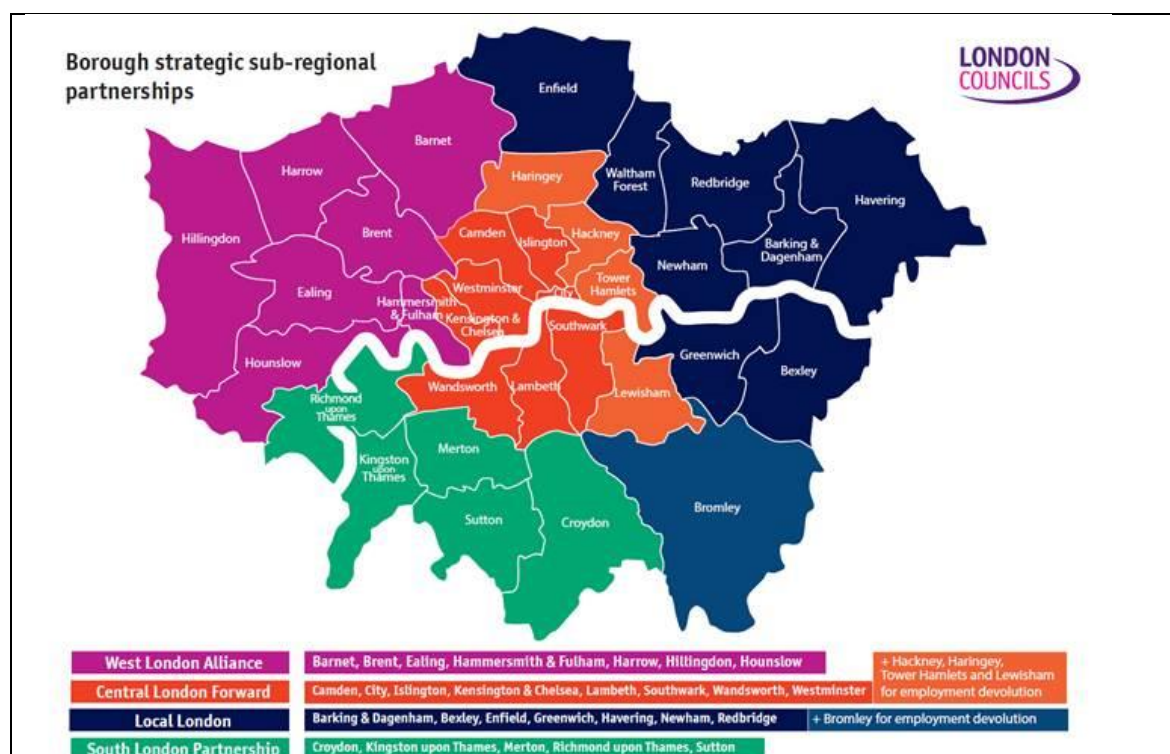 Borough strategic sub-regional
partnerships
LONDON
COUNCILS
Enfield
Barnet
Harrow
Haringey
Waltham
Forest
Redbridge
Havering
Hillingdon
Brent
Camden
Islington
Hackney
Barking &
Dagenham
Newham
Ealing
Westminster
Tower
Hamlets
City
Hammersmith
& Fulham
Kensington &
Chelsea
Southwark
Greenwich
Hounslow
Bexley
Wandsworth
Lambeth
Lewisham
Richmond
upon
Thames
Merton
Kingston
upon
Thames
Bromley
Sutton
Croydon
West London Alliance
Barnet, Brent, Ealing, Hammersmith & Fulham, Harrow, Hillingdon, Hounslow
+ Hackney, Haringey,
Tower Hamlets and Lewisham
for employment devolution
Central London Forward
Camden, City, Islington, Kensington & Chelsea, Lambeth, Southwark, Wandsworth, Westminster
Local London
Barking & Dagenham, Bexley, Enfield, Greenwich, Havering, Newham, Redbridge
+ Bromley for employment devolution
South London Partnership
Croydon, Kingston upon Thames, Merton, Richmond upon Thames, Sutton